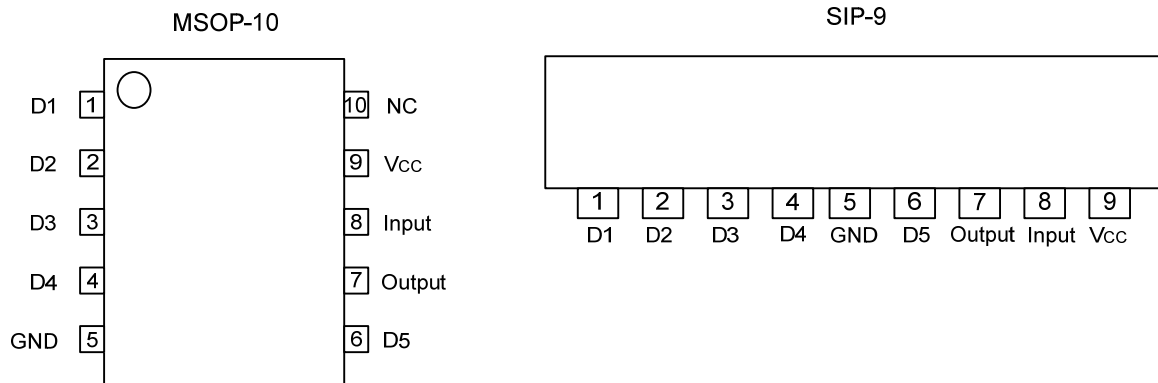 MSOP-10
D1 1 10 NC
D2 2 9 Vcc
D3 3 8 Input
D4 4 7 Output
GND 5 6 D5
SIP-9
1 2 3 4 5 6 7 8 9
D1 D2 D3 D4 GND D5 Output Input Vcc